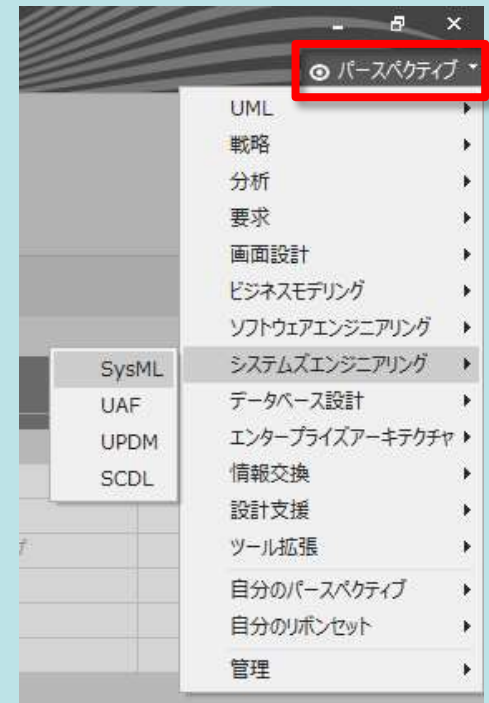 パースペクティブ
UML
戦略
分析
要求
画面設計
ビジネスモデリング
ソフトウェアエンジニアリング
システムズエンジニアリング
SysML
UAF
UPDM
SCDL
データベース設計
エンタープライズアーキテクチャ
情報交換
設計支援
ツール拡張
自分のパースペクティブ
自分のリボンセット
管理